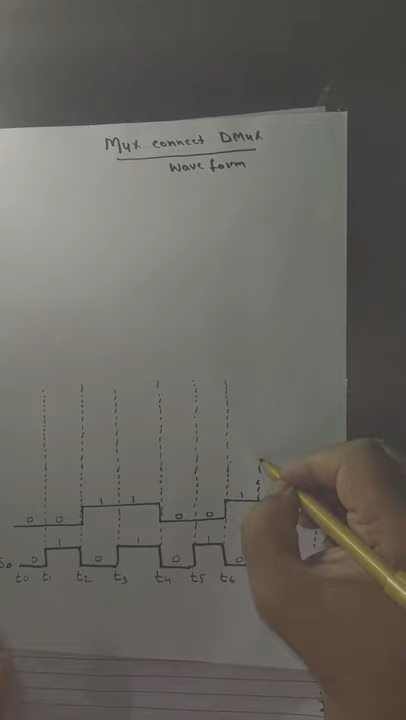 Mux connect DMux
Wave form
0 0 1 1 0 0 1
S0 0 1 0 1 0 1 0
t0 t1 t2 t3 t4 t5 t6